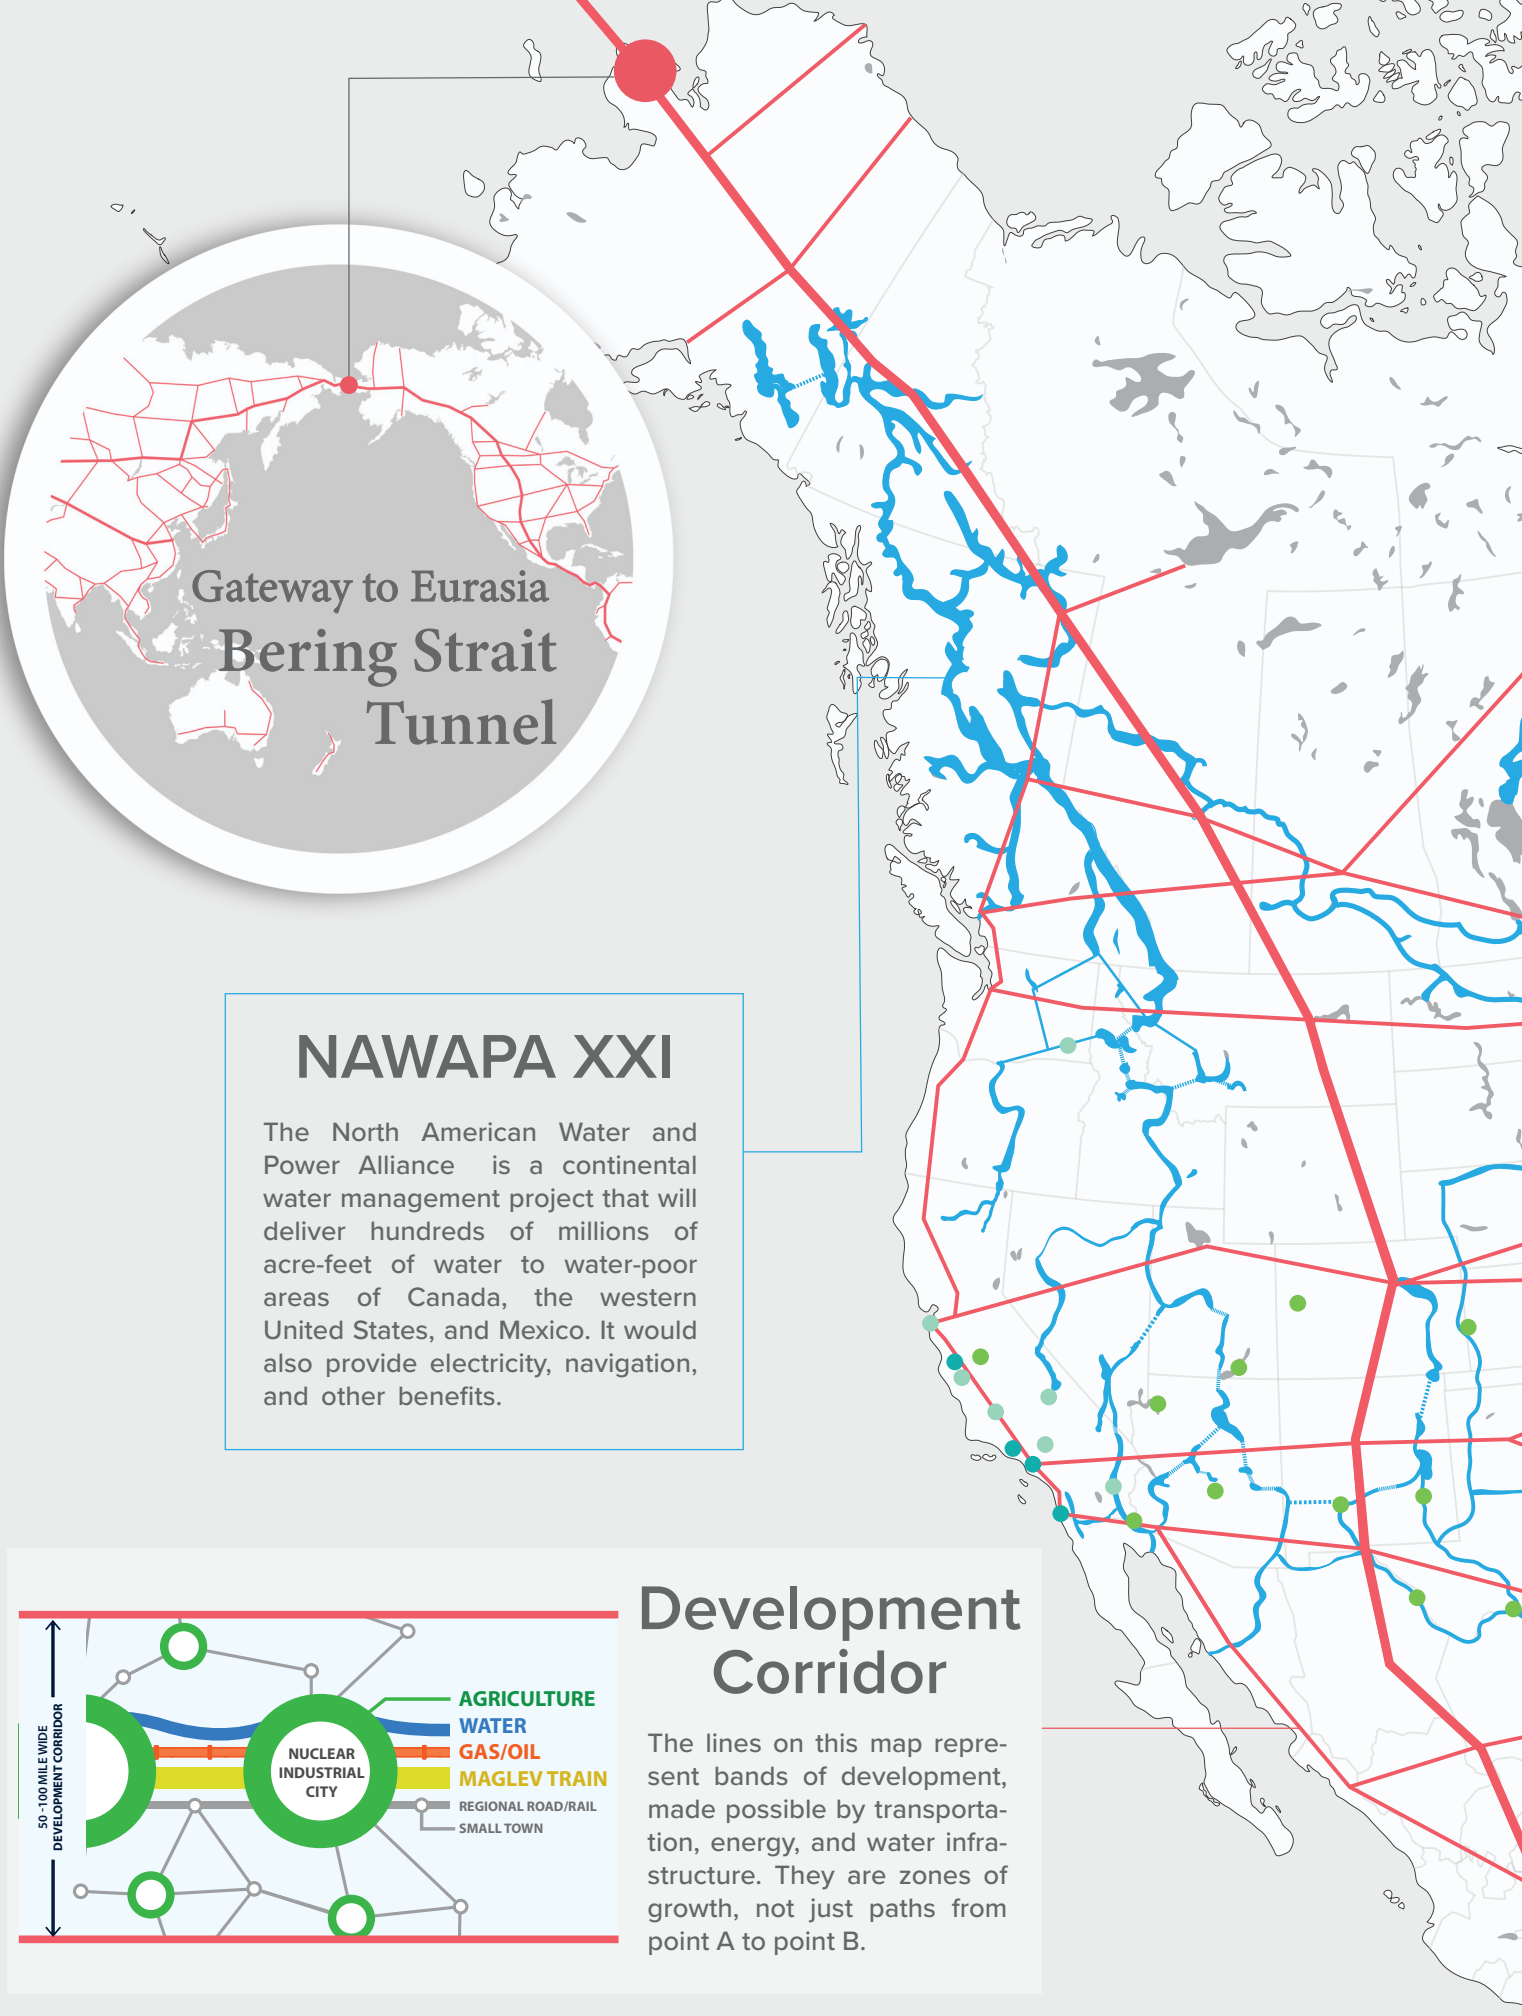 Gateway to Eurasia
Bering Strait
Tunnel
NAWAPA XXI
The North American Water and
Power Alliance is a continental
water management project that will
deliver hundreds of millions of
acre-feet of water to water-poor
areas of Canada, the western
United States, and Mexico. It would
also provide electricity, navigation,
and other benefits.
Development
Corridor
The lines on this map repre-
sent bands of development,
made possible by transporta-
tion, energy, and water infra-
structure. They are zones of
growth, not just paths from
point A to point B.
50 -100 MILE WIDE
DEVELOPMENT CORRIDOR
NUCLEAR
INDUSTRIAL
CITY
AGRICULTURE
WATER
GAS/OIL
MAGLEV TRAIN
REGIONAL ROAD/RAIL
SMALL TOWN